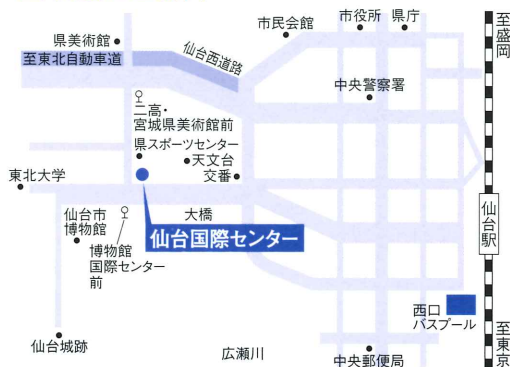 市民会館
市役所
県庁
至盛岡
県美術館
至東北自動車道
仙台西道路
中央警察署
二高・
宮城県美術館前
県スポーツセンター
天文台
交番
東北大学
仙台市
博物館
大橋
仙台国際センター
博物館
国際センター
前
仙台駅
西口
バスプール
仙台城跡
広瀬川
中央郵便局
至東京